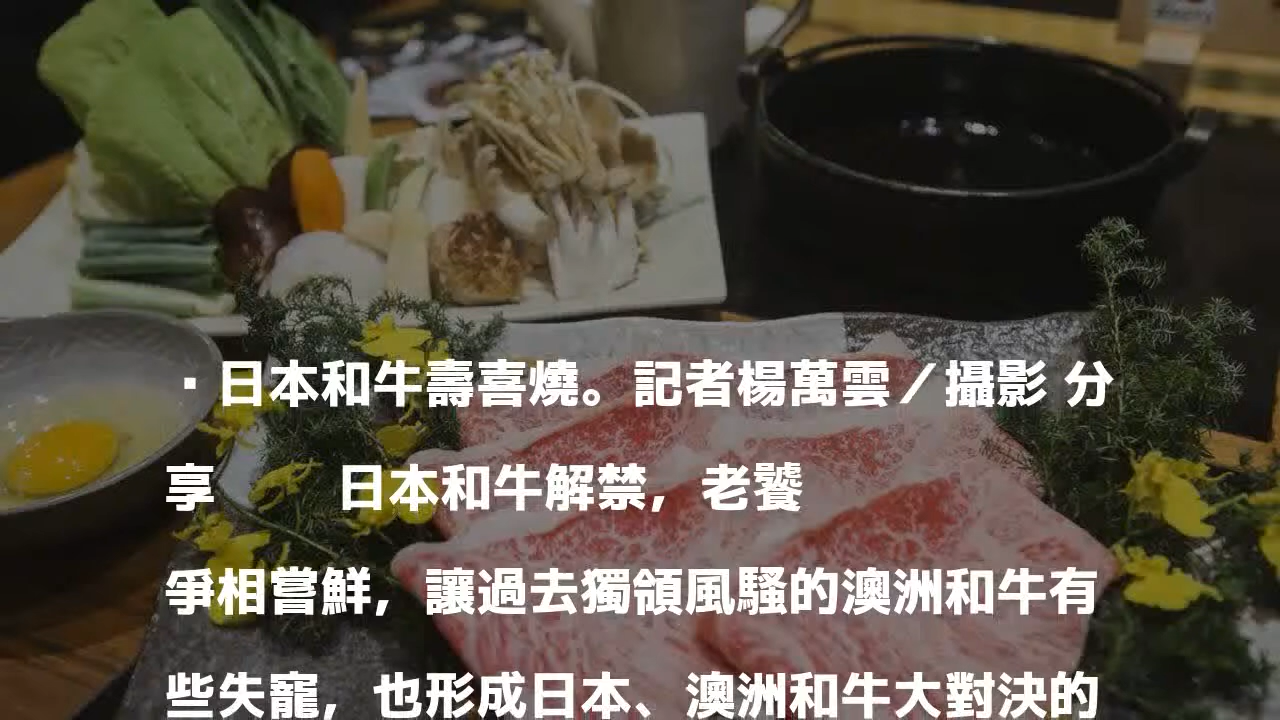 ▪日本和牛壽喜燒。記者楊萬雲／攝影 分
享 日本和牛解禁，老饕
爭相嘗鮮，讓過去獨領風騷的澳洲和牛有
些失寵，也形成日本、澳洲和牛大對決的